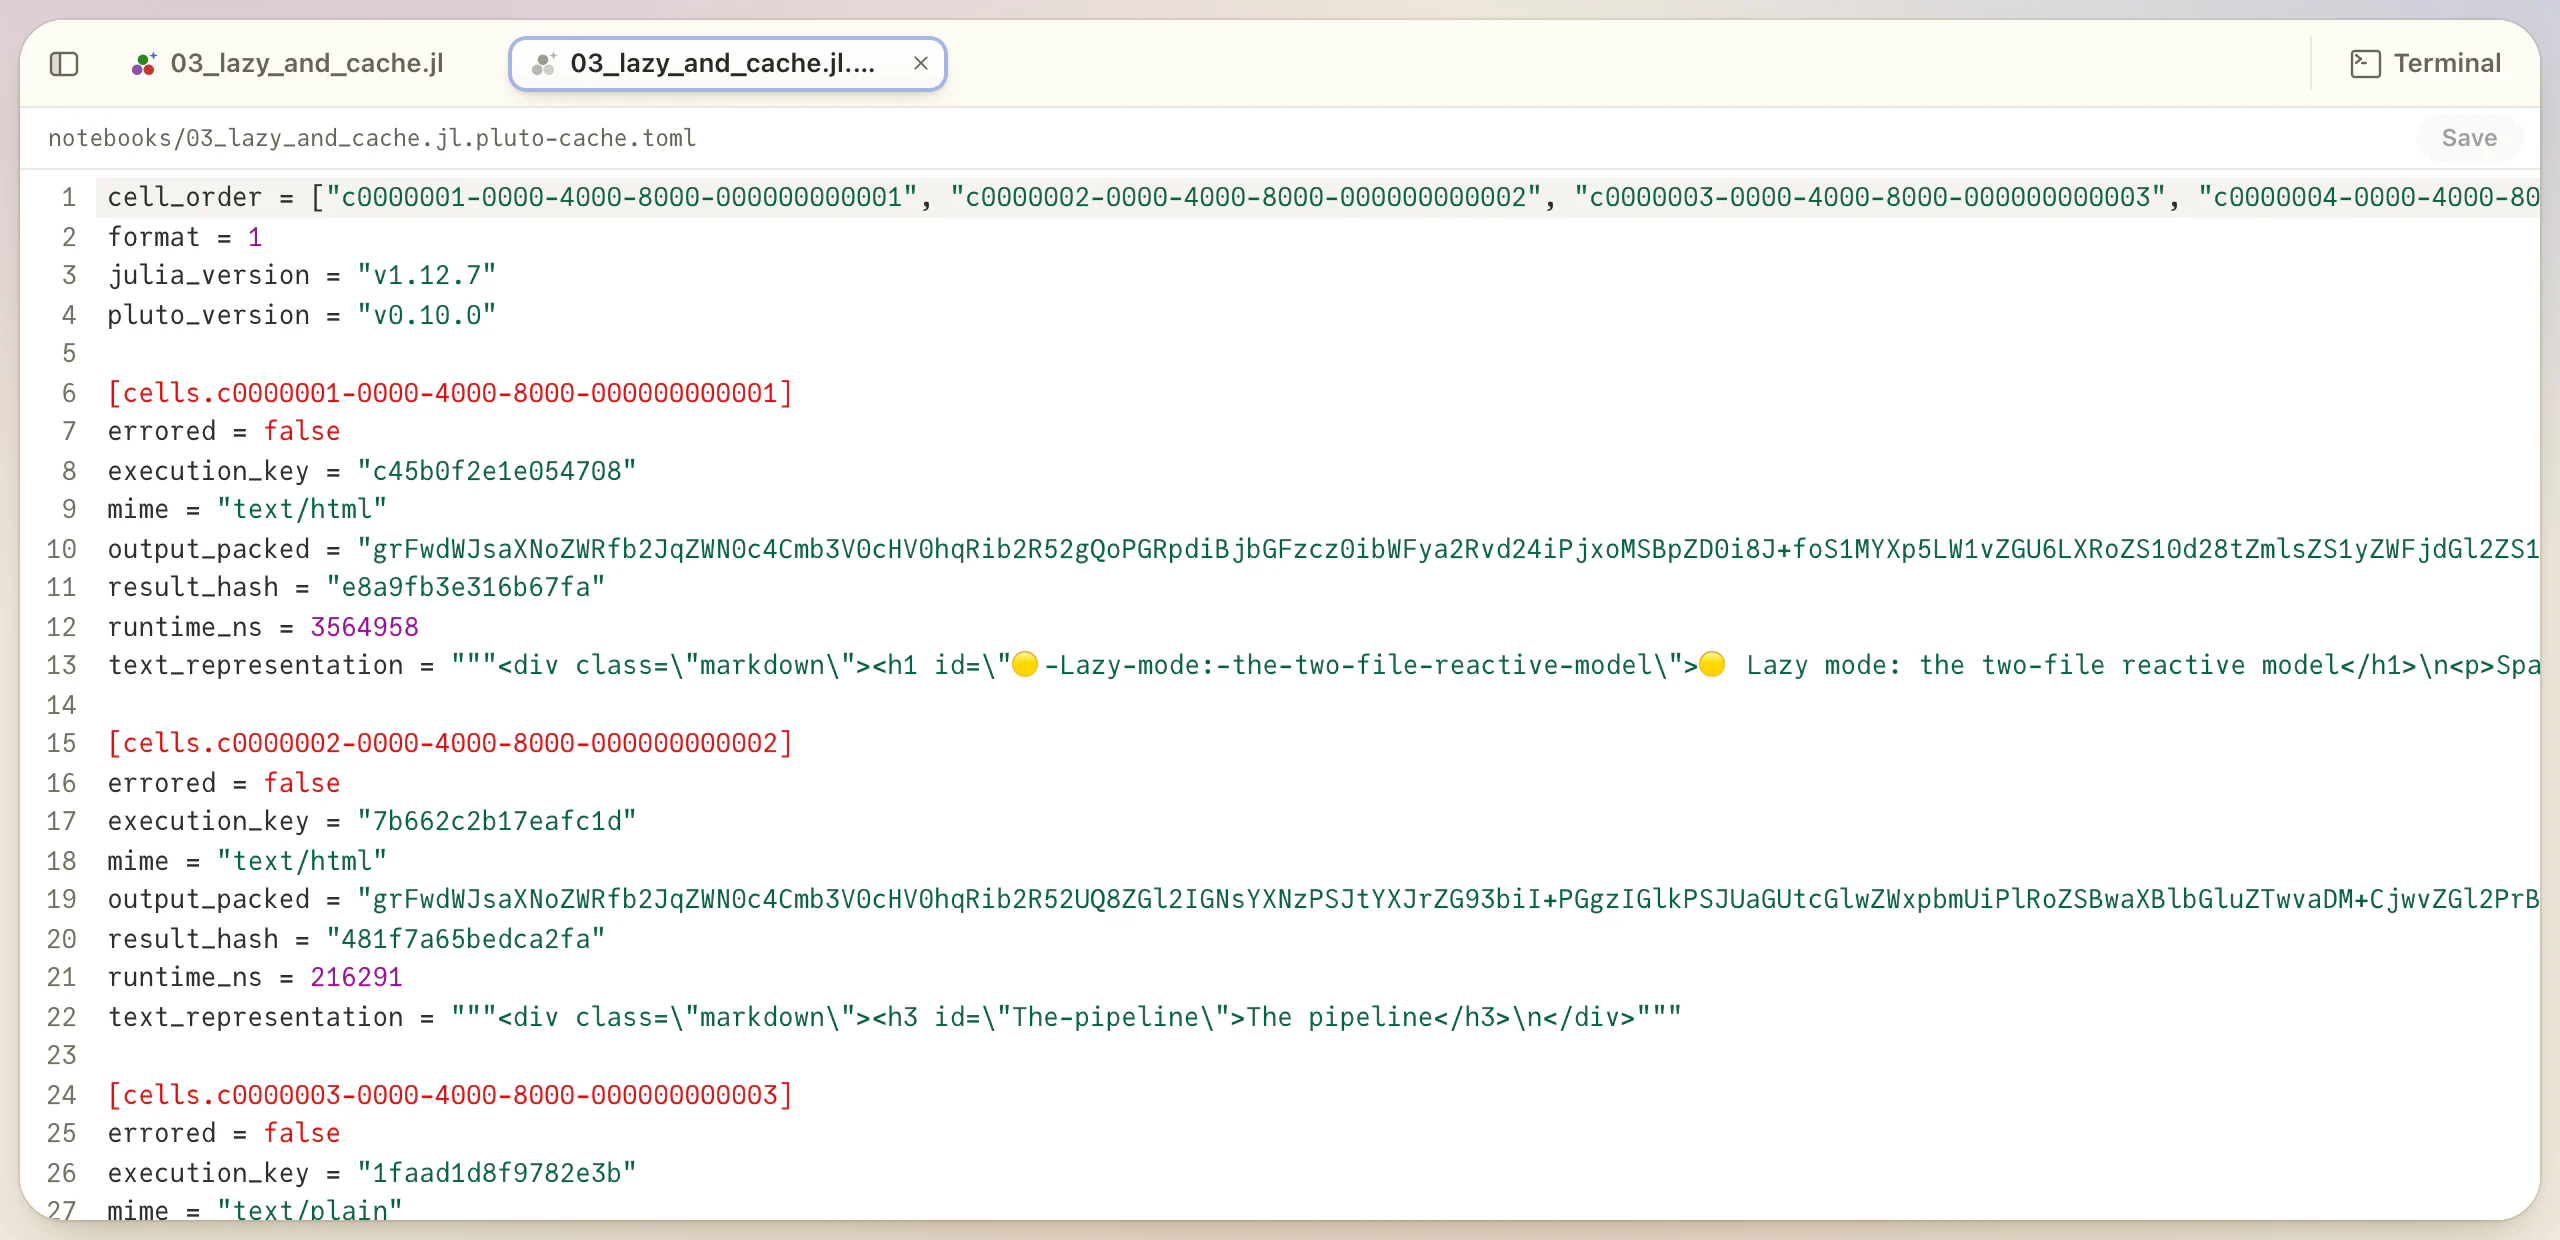 03_lazy_and_cache.jl
03_lazy_and_cache.jl....
Terminal
notebooks/03_lazy_and_cache.jl.pluto-cache.toml
Save
1 cell_order = ["c0000001-0000-4000-8000-000000000001", "c0000002-0000-4000-8000-000000000002", "c0000003-0000-4000-8000-000000000003", "c0000004-0000-4000-80
2 format = 1
3 julia_version = "v1.12.7"
4 pluto_version = "v0.10.0"
5
6 [cells.c0000001-0000-4000-8000-000000000001]
7 errored = false
8 execution_key = "c45b0f2e1e054708"
9 mime = "text/html"
10 output_packed = "grFwdWJsaXNoZWRfb2JqZWN0c4Cmb3V0cHV0hqRib2R52gQoPGRpdiBjbGFzcz0ibWFya2Rvd24iPjxoMSBpZD0i8J+foS1MYXp5LW1vZGU6LXRoZS10d28tZmlsZS1yZWFjdGl2ZS1
11 result_hash = "e8a9fb3e316b67fa"
12 runtime_ns = 3564958
13 text_representation = """<div class=\"markdown\"><h1 id=\"🟡-Lazy-mode:-the-two-file-reactive-model\">🟡 Lazy mode: the two-file reactive model</h1>\n<p>Spa
14
15 [cells.c0000002-0000-4000-8000-000000000002]
16 errored = false
17 execution_key = "7b662c2b17eafc1d"
18 mime = "text/html"
19 output_packed = "grFwdWJsaXNoZWRfb2JqZWN0c4Cmb3V0cHV0hqRib2R52UQ8ZGl2IGNsYXNzPSJtYXJrZG93biI+PGgzIGlkPSJUaGUtcGlwZWxpbmUiPlRoZSBwaXBlbGluZTwvaDM+CjwvZGl2PrB
20 result_hash = "481f7a65bedca2fa"
21 runtime_ns = 216291
22 text_representation = """<div class=\"markdown\"><h3 id=\"The-pipeline\">The pipeline</h3>\n</div>"""
23
24 [cells.c0000003-0000-4000-8000-000000000003]
25 errored = false
26 execution_key = "1faad1d8f9782e3b"
27 mime = "text/plain"